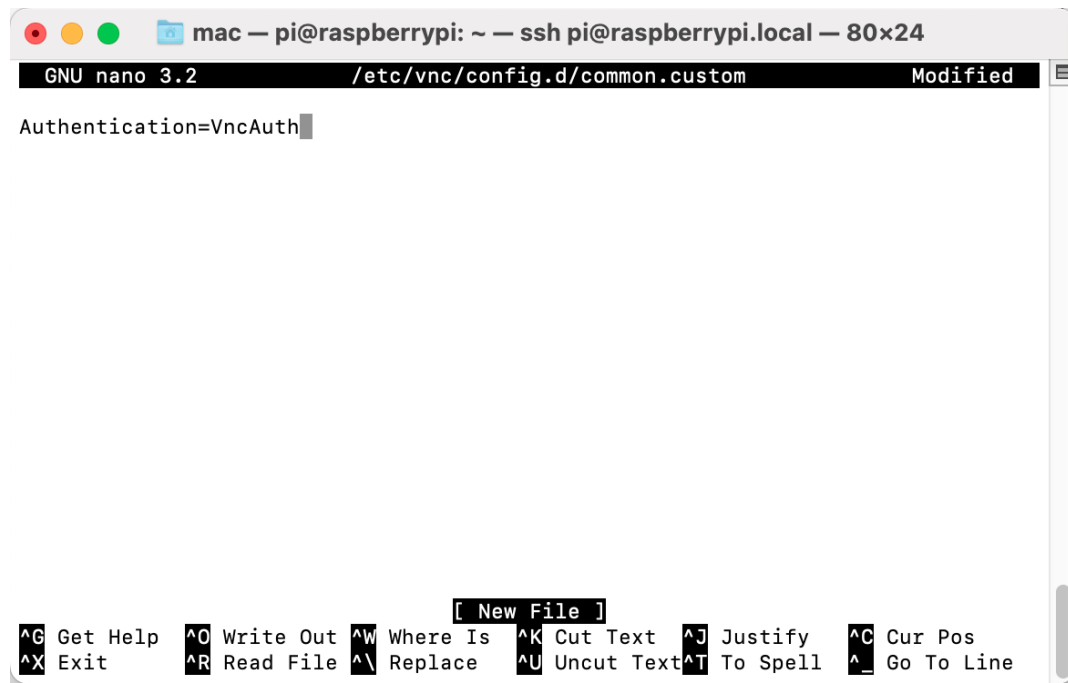 mac — pi@raspberrypi: ~ — ssh pi@raspberrypi.local — 80×24
GNU nano 3.2 /etc/vnc/config.d/common.custom Modified
Authentication=VncAuth
[ New File ]
^G Get Help ^O Write Out ^W Where Is ^K Cut Text ^J Justify ^C Cur Pos
^X Exit ^R Read File ^\ Replace ^U Uncut Text ^T To Spell ^_ Go To Line